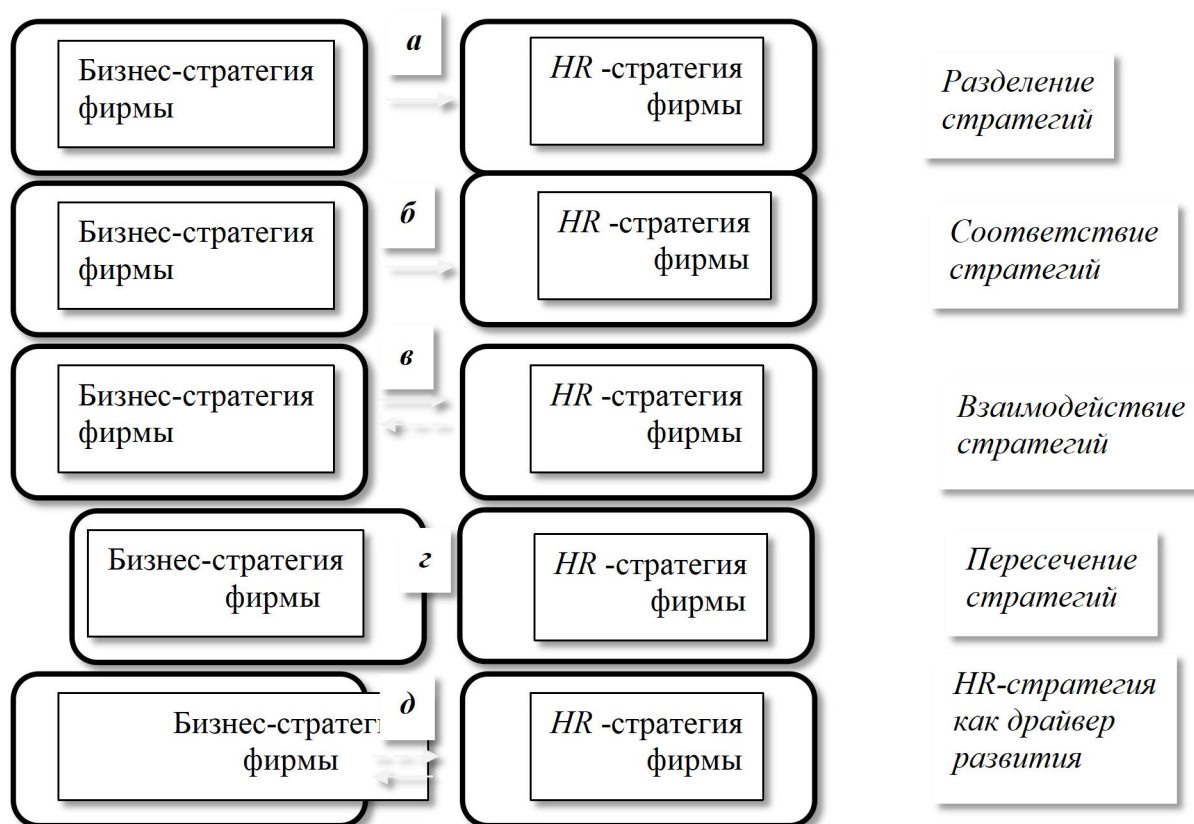 Бизнес-стратегия
фирмы
а
HR -стратегия
фирмы
Разделение
стратегий
Бизнес-стратегия
фирмы
б
HR -стратегия
фирмы
Соответствие
стратегий
Бизнес-стратегия
фирмы
в
HR -стратегия
фирмы
Взаимодействие
стратегий
Бизнес-стратегия
фирмы
г
HR -стратегия
фирмы
Пересечение
стратегий
Бизнес-стратеги
фирмы
д
HR -стратегия
фирмы
HR-стратегия
как драйвер
развития